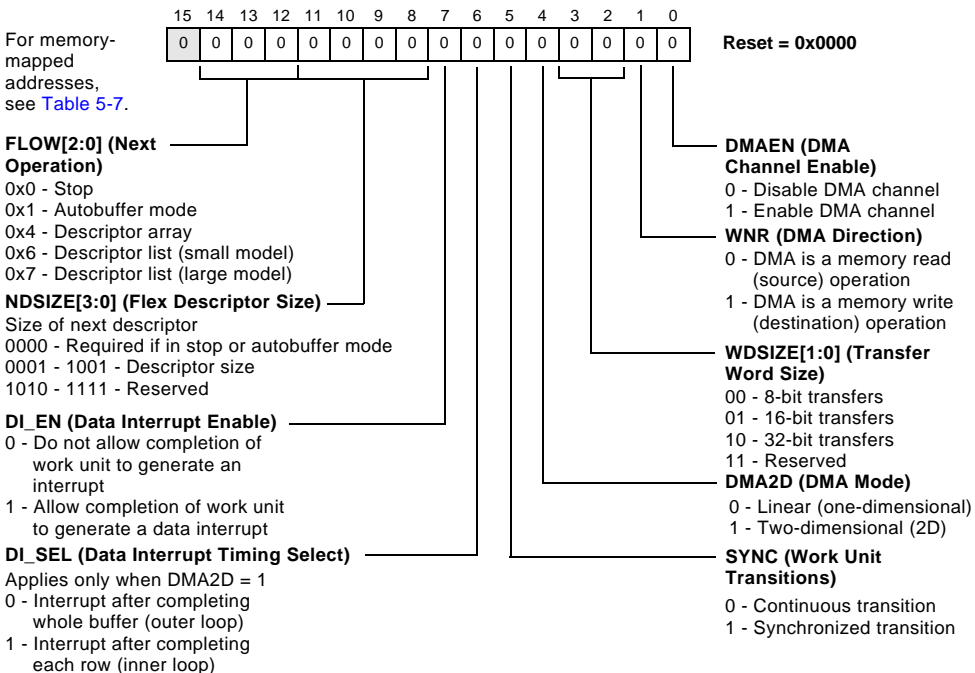 15 14 13 12 11 10 9 8 7 6 5 4 3 2 1 0
0 0 0 0 0 0 0 0 0 0 0 0 0 0 0 0
Reset = 0x0000
For memory-
mapped
addresses,
see Table 5-7.
FLOW[2:0] (Next
Operation)
0x0 - Stop
0x1 - Autobuffer mode
0x4 - Descriptor array
0x6 - Descriptor list (small model)
0x7 - Descriptor list (large model)
NDSIZE[3:0] (Flex Descriptor Size)
Size of next descriptor
0000 - Required if in stop or autobuffer mode
0001 - 1001 - Descriptor size
1010 - 1111 - Reserved
DI_EN (Data Interrupt Enable)
0 - Do not allow completion of
work unit to generate an
interrupt
1 - Allow completion of work unit
to generate a data interrupt
DI_SEL (Data Interrupt Timing Select)
Applies only when DMA2D = 1
0 - Interrupt after completing
whole buffer (outer loop)
1 - Interrupt after completing
each row (inner loop)
DMAEN (DMA
Channel Enable)
0 - Disable DMA channel
1 - Enable DMA channel
WNR (DMA Direction)
0 - DMA is a memory read
(source) operation
1 - DMA is a memory write
(destination) operation
WDSIZE[1:0] (Transfer
Word Size)
00 - 8-bit transfers
01 - 16-bit transfers
10 - 32-bit transfers
11 - Reserved
DMA2D (DMA Mode)
0 - Linear (one-dimensional)
1 - Two-dimensional (2D)
SYNC (Work Unit
Transitions)
0 - Continuous transition
1 - Synchronized transition